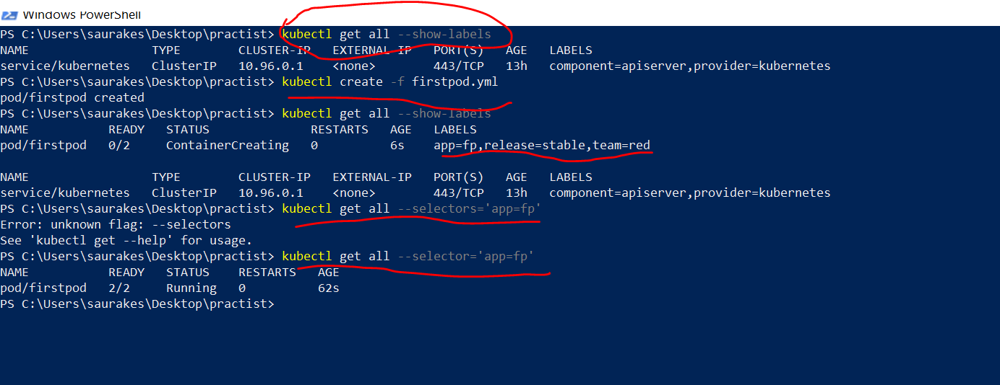 Windows PowerShell
PS C:\Users\saurakes\Desktop\practist> kubectl get all --show-labels
NAME TYPE CLUSTER-IP EXTERNAL-IP PORT(S) AGE LABELS
service/kubernetes ClusterIP 10.96.0.1 <none> 443/TCP 13h component=apiserver,provider=kubernetes
PS C:\Users\saurakes\Desktop\practist> kubectl create -f firstpod.yml
pod/firstpod created
PS C:\Users\saurakes\Desktop\practist> kubectl get all --show-labels
NAME READY STATUS RESTARTS AGE LABELS
pod/firstpod 0/2 ContainerCreating 0 6s app=fp,release=stable,team=red
NAME TYPE CLUSTER-IP EXTERNAL-IP PORT(S) AGE LABELS
service/kubernetes ClusterIP 10.96.0.1 <none> 443/TCP 13h component=apiserver,provider=kubernetes
PS C:\Users\saurakes\Desktop\practist> kubectl get all --selectors='app=fp'
Error: unknown flag: --selectors
See 'kubectl get --help' for usage.
PS C:\Users\saurakes\Desktop\practist> kubectl get all --selector='app=fp'
NAME READY STATUS RESTARTS AGE
pod/firstpod 2/2 Running 0 62s
PS C:\Users\saurakes\Desktop\practist>